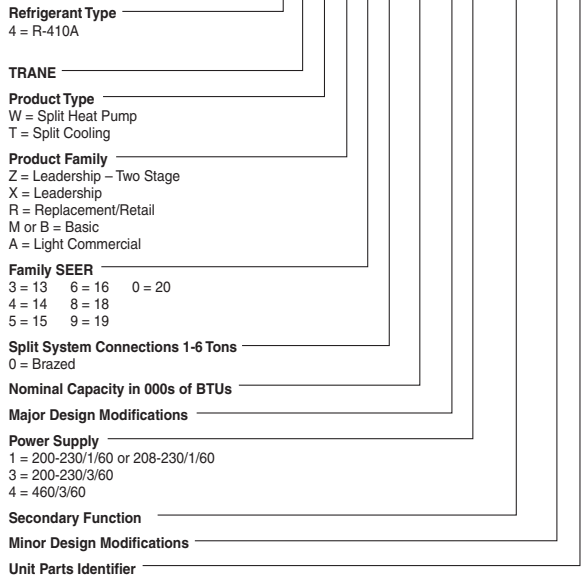 Refrigerant Type
4 = R-410A
TRANE
Product Type
W = Split Heat Pump
T = Split Cooling
Product Family
Z = Leadership – Two Stage
X = Leadership
R = Replacement/Retail
M or B = Basic
A = Light Commercial
Family SEER
3 = 13 6 = 16 0 = 20
4 = 14 8 = 18
5 = 15 9 = 19
Split System Connections 1-6 Tons
0 = Brazed
Nominal Capacity in 000s of BTUs
Major Design Modifications
Power Supply
1 = 200-230/1/60 or 208-230/1/60
3 = 200-230/3/60
4 = 460/3/60
Secondary Function
Minor Design Modifications
Unit Parts Identifier